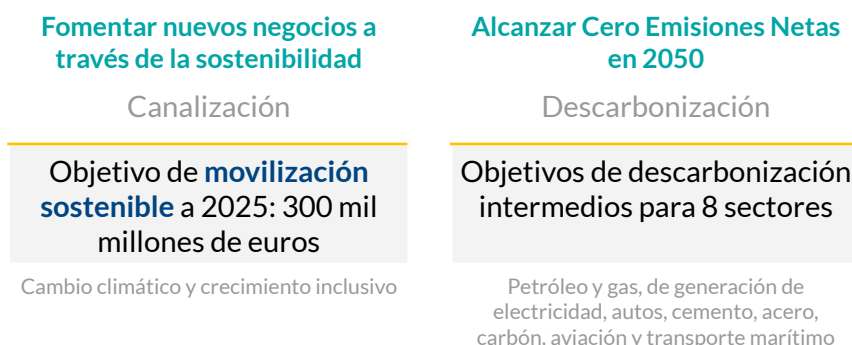 Fomentar nuevos negocios a
través de la sostenibilidad
Canalización
Objetivo de movilización
sostenible a 2025: 300 mil
millones de euros
Cambio climático y crecimiento inclusivo
Alcanzar Cero Emisiones Netas
en 2050
Descarbonización
Objetivos de descarbonización
intermedios para 8 sectores
Petróleo y gas, de generación de
electricidad, autos, cemento, acero,
carbón, aviación y transporte marítimo